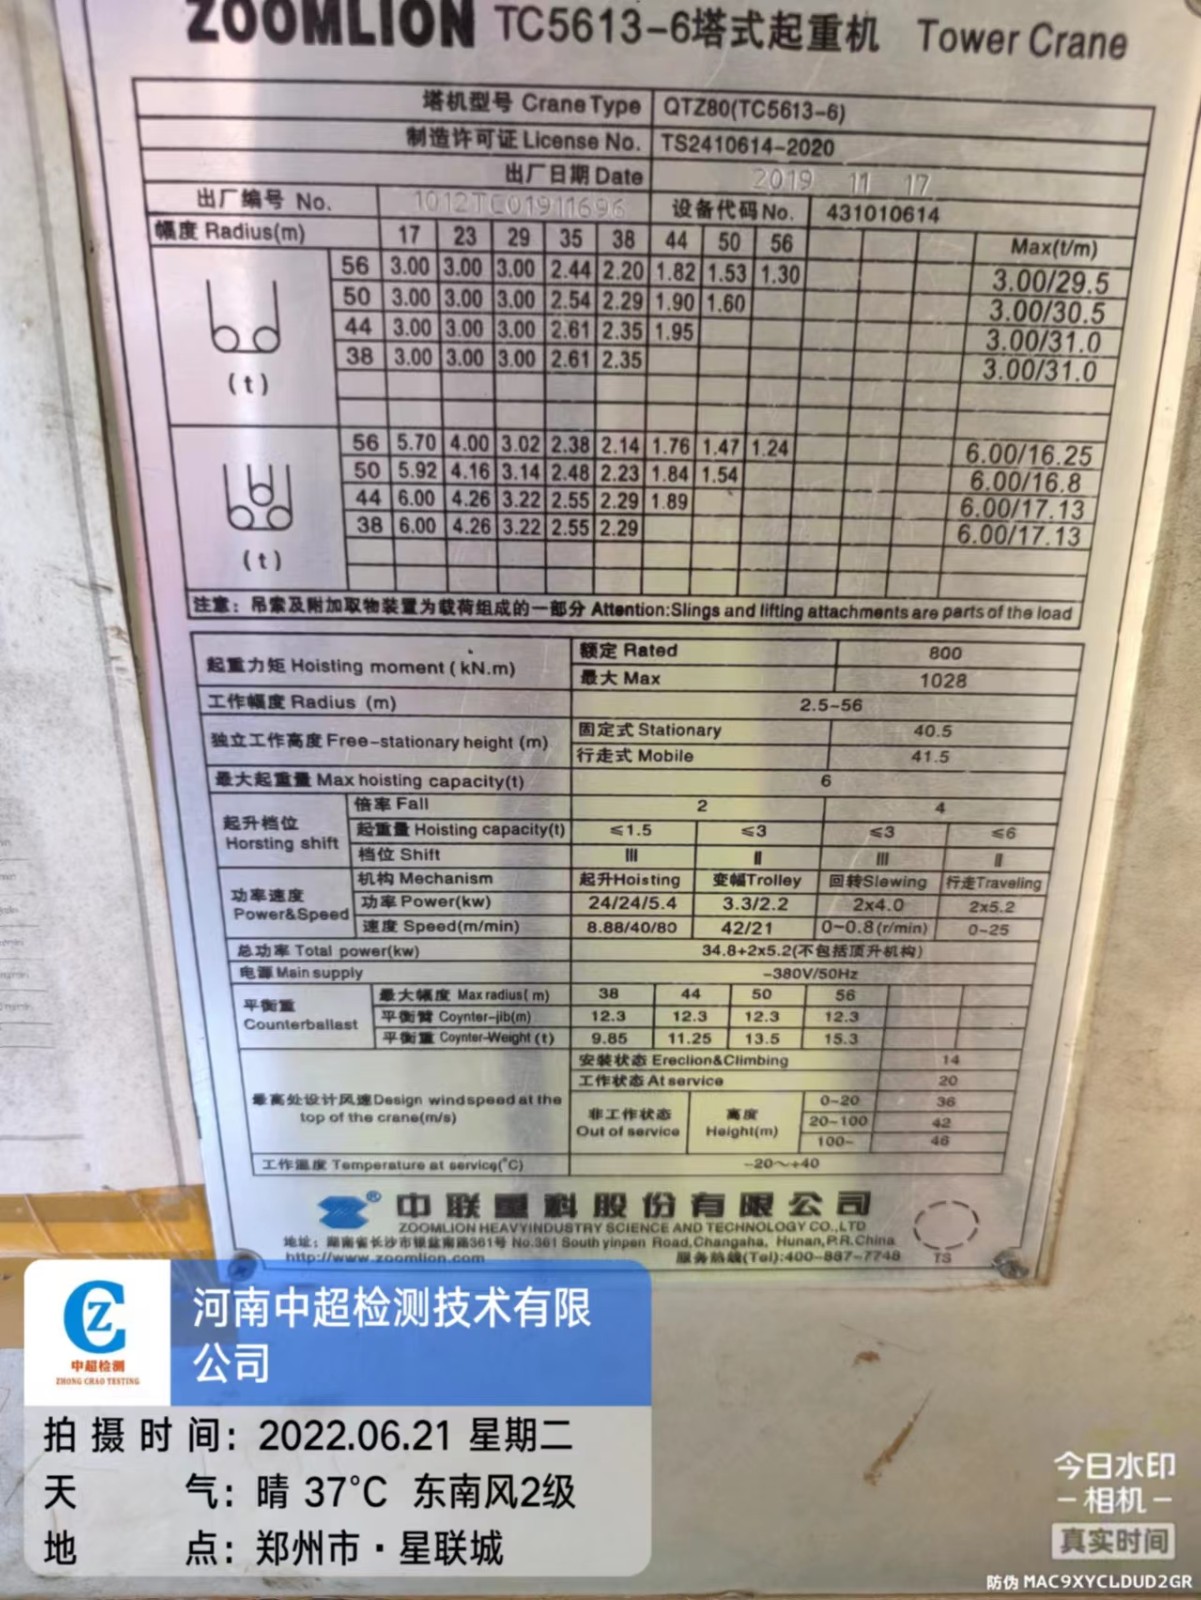 ZOOMLION TC5613-6塔式起重机 Tower Crane
塔机型号 Crane Type QTZ80(TC5613-6)
制造许可证 License No. TS2410614-2020
出厂日期 Date 2019 11 17
出厂编号 No. 1012TC01911696 设备代码No. 431010614
幅度 Radius(m) 17 23 29 35 38 44 50 56 Max(t/m)
56 3.00 3.00 3.00 2.44 2.20 1.82 1.53 1.30 3.00/29.5
50 3.00 3.00 3.00 2.54 2.29 1.90 1.60 3.00/30.5
44 3.00 3.00 3.00 2.61 2.35 1.95 3.00/31.0
38 3.00 3.00 3.00 2.61 2.35 3.00/31.0
(t)
56 5.70 4.00 3.02 2.38 2.14 1.76 1.47 1.24 6.00/16.25
50 5.92 4.16 3.14 2.48 2.23 1.84 1.54 6.00/16.8
44 6.00 4.26 3.22 2.55 2.29 1.89 6.00/17.13
38 6.00 4.26 3.22 2.55 2.29 6.00/17.13
(t)
注意：吊索及附加取物装置为载荷组成的一部分 Attention:Slings and lifting attachments are parts of the load
起重力矩 Hoisting moment (kN.m) 额定 Rated 800
最大 Max 1028
工作幅度 Radius (m) 2.5-56
独立工作高度 Free-stationary height (m) 固定式 Stationary 40.5
行走式 Mobile 41.5
最大起重量 Max hoisting capacity(t) 6
起升档位 Horsting shift 倍率 Fall 2 4
起重量 Hoisting capacity(t) ≤1.5 ≤3 ≤3 ≤6
档位 Shift Ⅲ Ⅱ Ⅲ Ⅱ
功率速度 Power&Speed 机构 Mechanism 起升Hoisting 变幅Trolley 回转Slewing 行走Traveling
功率 Power(kw) 24/24/5.4 3.3/2.2 2x4.0 2x5.2
速度 Speed(m/min) 8.88/40/80 42/21 0~0.8(r/min) 0-25
总功率 Total power(kw) 34.8+2x5.2(不包括顶升机构)
电源 Main supply ~380V/50Hz
平衡重 Counterballast 最大幅度 Max radius(m) 38 44 50 56
平衡臂 Coynter-jib(m) 12.3 12.3 12.3 12.3
平衡重 Coynter-Weight (t) 9.85 11.25 13.5 15.3
最高处设计风速Design windspeed at the top of the crane(m/s) 安装状态 Ereclion&Climbing 14
工作状态 At service 20
非工作状态 Out of service 高度 Height(m) 0-20 36
20-100 42
100- 46
工作温度 Temperature at service(°C) -20~+40
® 中联重科股份有限公司
ZOOMLION HEAVYINDUSTRY SCIENCE AND TECHNOLOGY CO.,LTD
地址：湖南省长沙市银盆南路361号 No.361 South yinpen Road,Changsha, Hunan,P.R.China
http://www.zoomlion.com 服务热线(Tel):400-887-7748
TS
CZ
中超检测
ZHONG CHAO TESTING
河南中超检测技术有限
公司
拍摄时间：2022.06.21 星期二
天气：晴 37°C 东南风2级
地点：郑州市·星联城
今日水印
-相机-
真实时间
防伪 MAC9XYCLDUD2GR